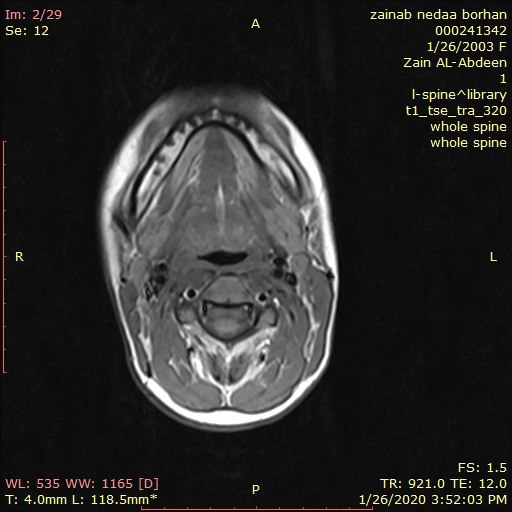 Im: 2/29
Se: 12
A
zainab nedaa borhan
000241342
1/26/2003 F
Zain AL-Abdeen
1
l-spine^library
t1_tse_tra_320
whole spine
whole spine
R
L
WL: 535 WW: 1165 [D]
T: 4.0mm L: 118.5mm*
P
FS: 1.5
TR: 921.0 TE: 12.0
1/26/2020 3:52:03 PM